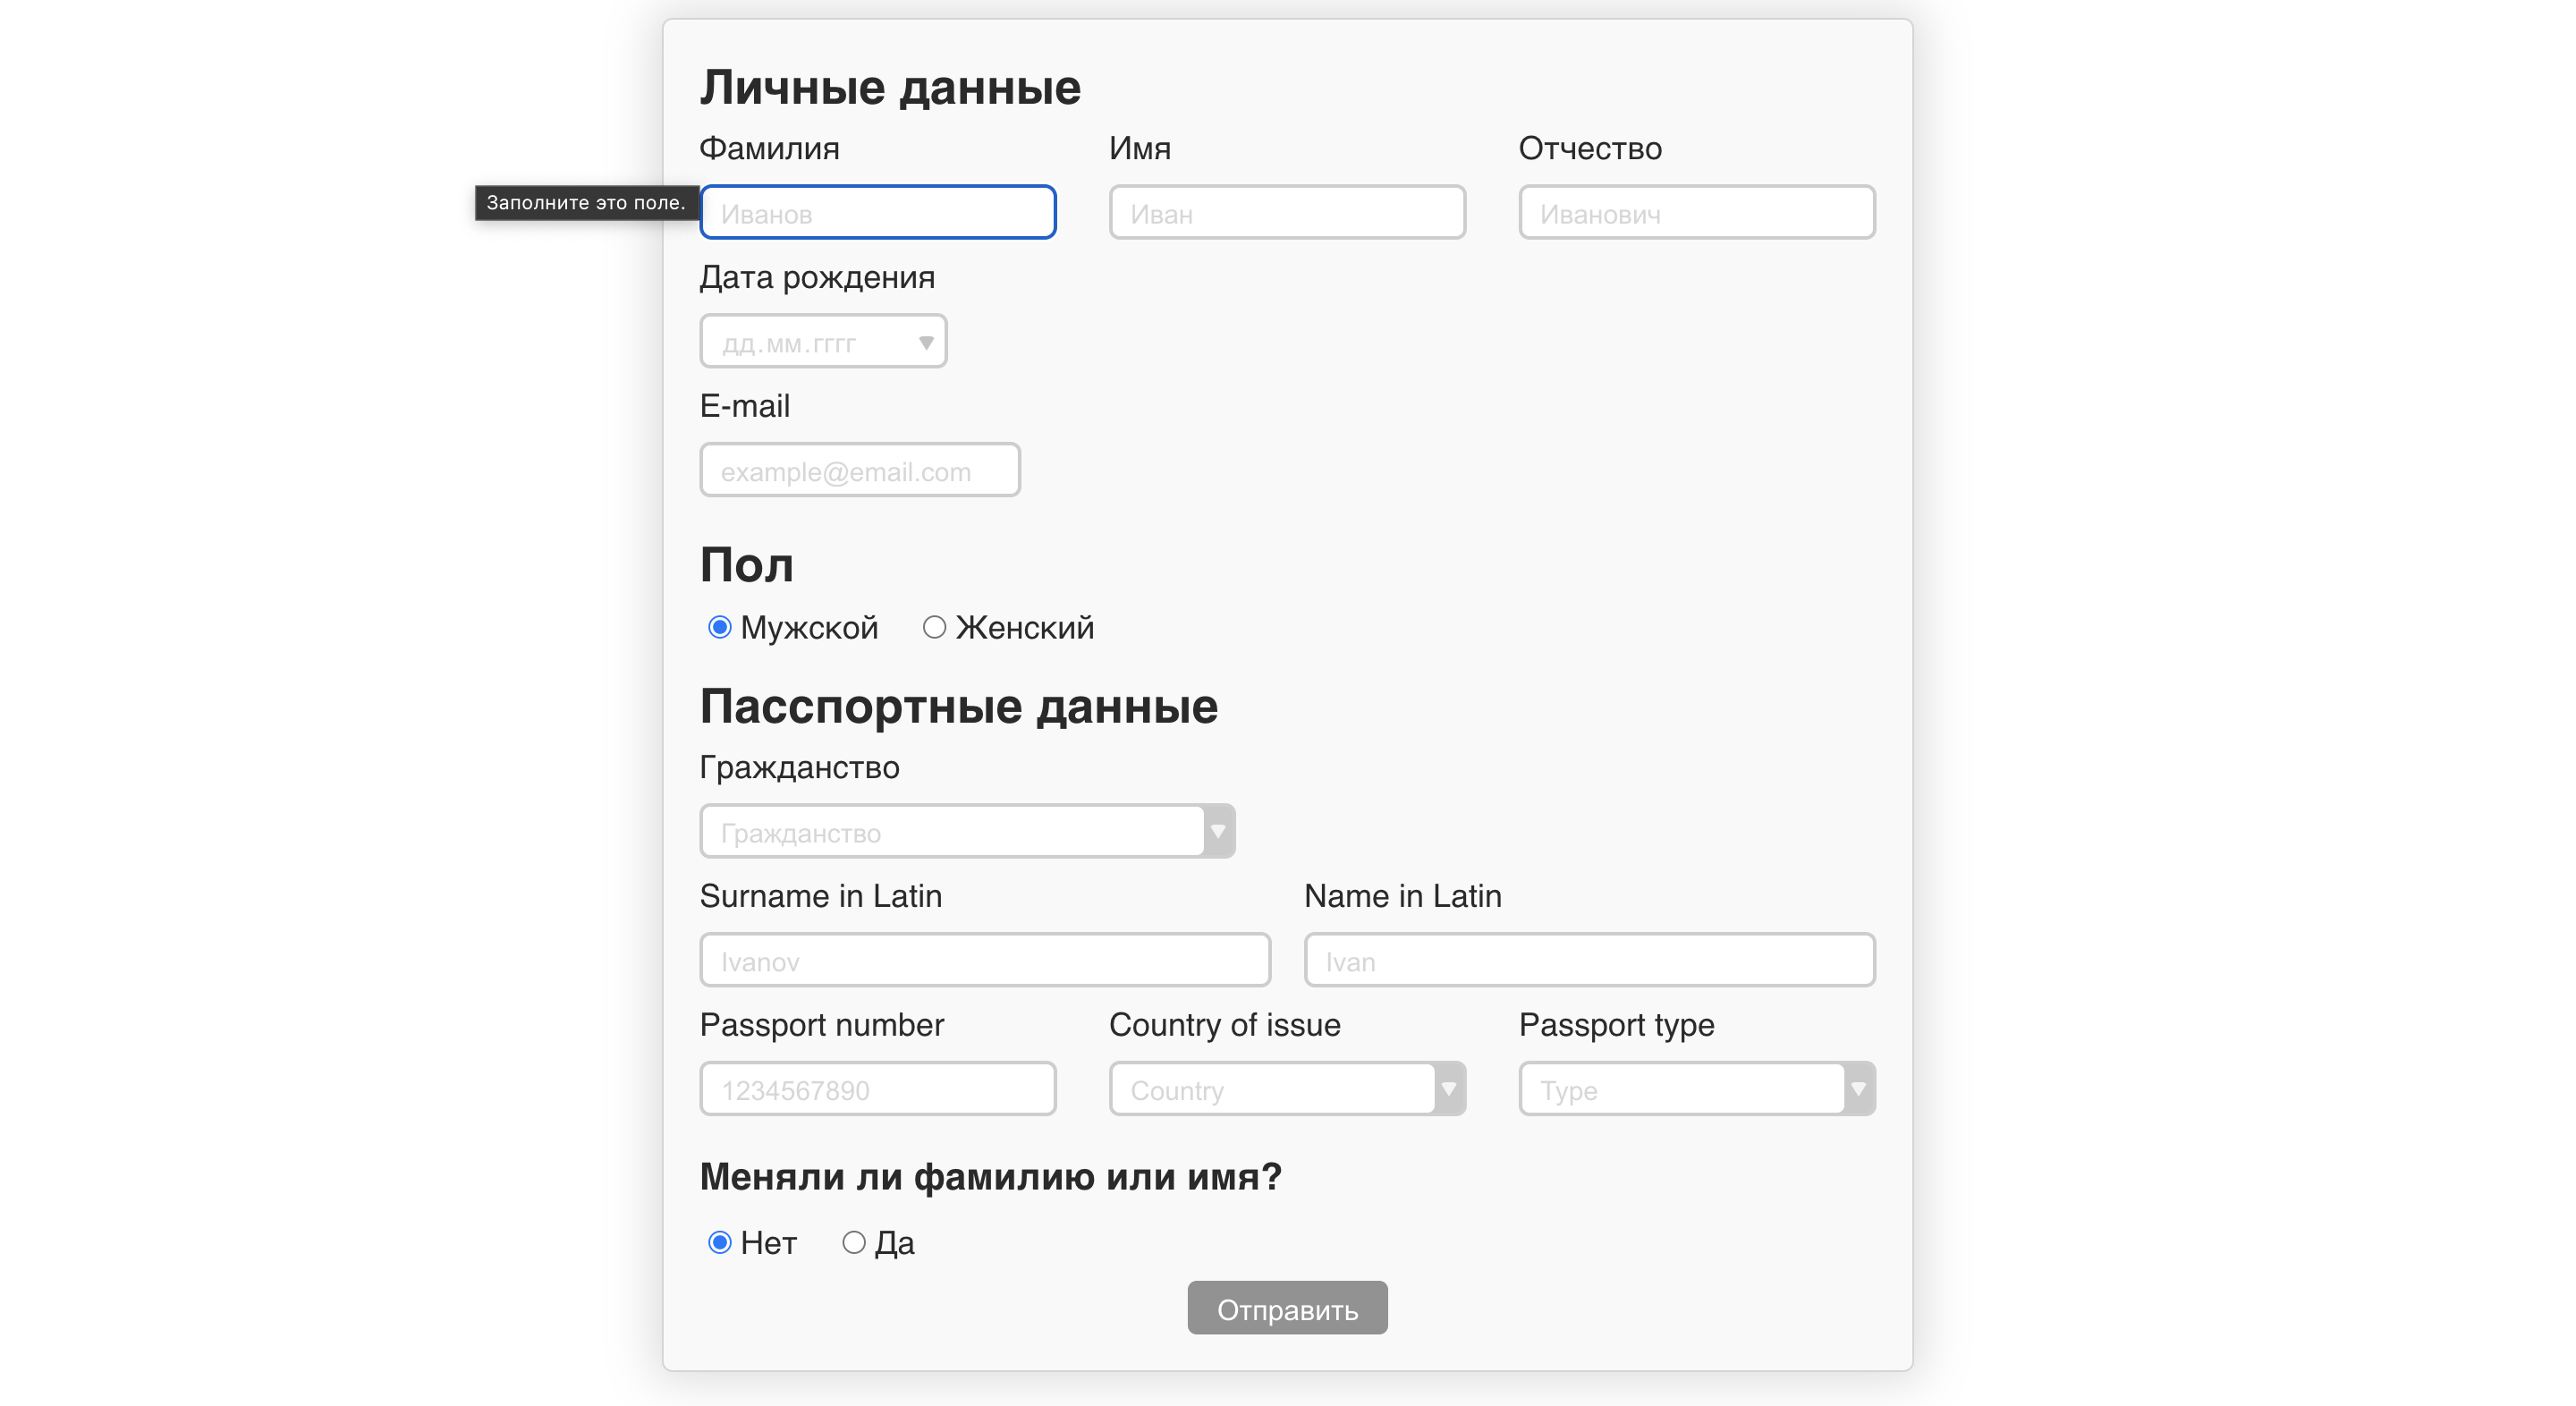 Личные данные
Фамилия Имя Отчество
Заполните это поле. Иванов Иван Иванович
Дата рождения
дд.мм.гггг
E-mail
example@email.com
Пол
Мужской Женский
Пасспортные данные
Гражданство
Гражданство
Surname in Latin Name in Latin
Ivanov Ivan
Passport number Country of issue Passport type
1234567890 Country Type
Меняли ли фамилию или имя?
Нет Да
Отправить